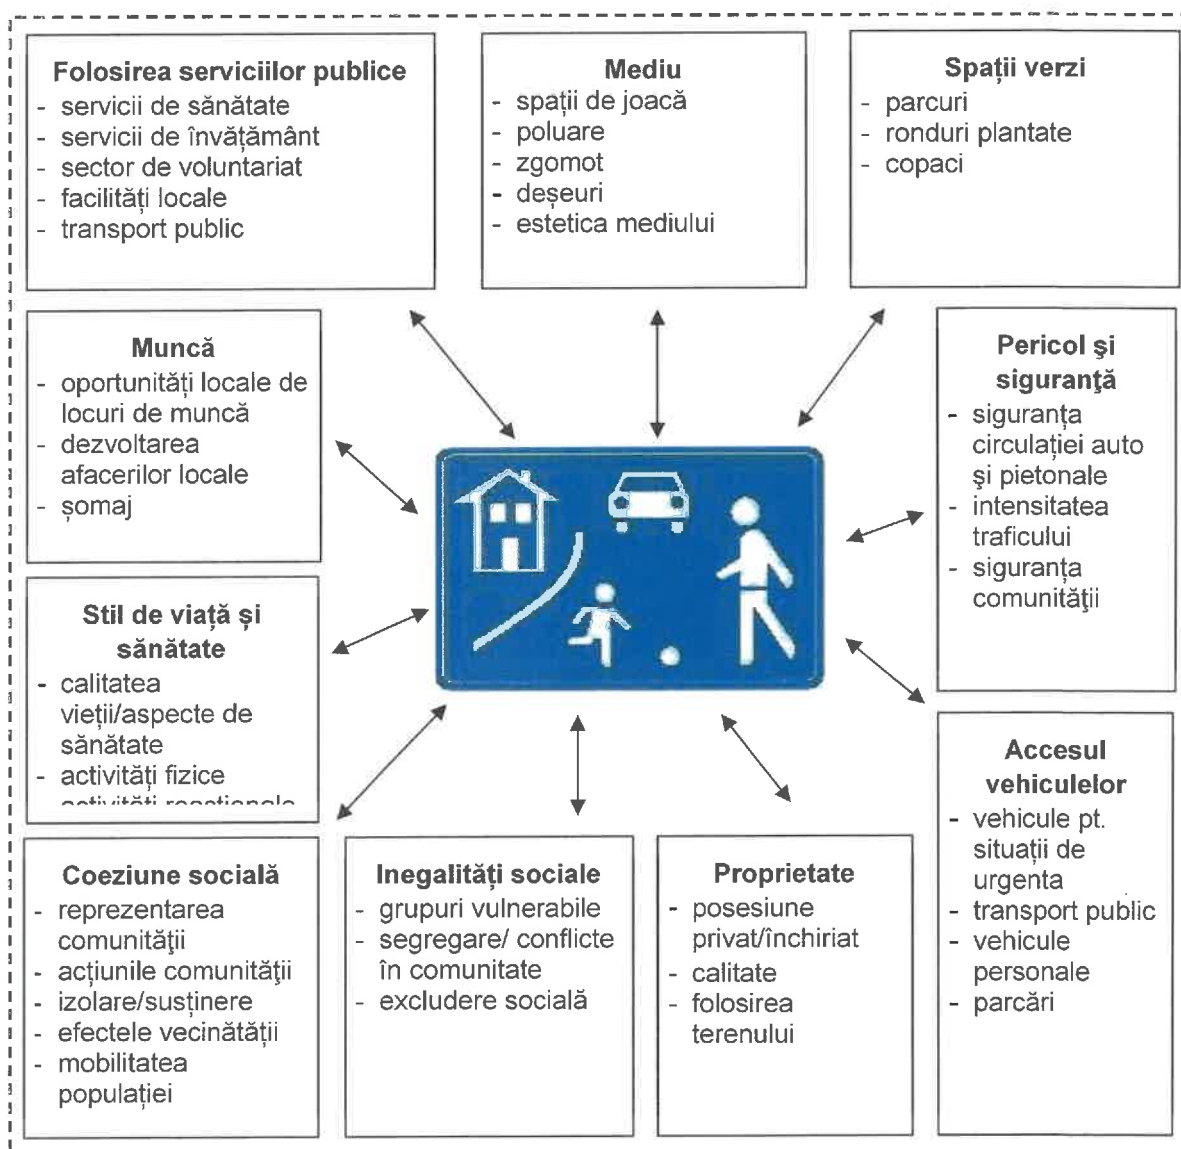 Folosirea serviciilor publice
- servicii de sănătate
- servicii de învățământ
- sector de voluntariat
- facilități locale
- transport public
Mediu
- spații de joacă
- poluare
- zgomot
- deșeuri
- estetica mediului
Spații verzi
- parcuri
- ronduri plantate
- copaci
Muncă
- oportunități locale de
locuri de muncă
- dezvoltarea
afacerilor locale
- șomaj
Pericol şi
siguranţă
- siguranța
circulației auto
și pietonale
- intensitatea
traficului
- siguranța
comunităţii
Stil de viață și
sănătate
- calitatea
vieții/aspecte de
sănătate
- activități fizice
Accesul
vehiculelor
- vehicule pt.
situații de
urgenta
- transport public
- vehicule
personale
- parcări
Coeziune socială
- reprezentarea
comunităţii
- acțiunile comunităţii
- izolare/susținere
- efectele vecinătății
- mobilitatea
populației
Inegalități sociale
- grupuri vulnerabile
- segregare/ conflicte
în comunitate
- excludere socială
Proprietate
- posesiune
privat/închiriat
- calitate
- folosirea
terenului